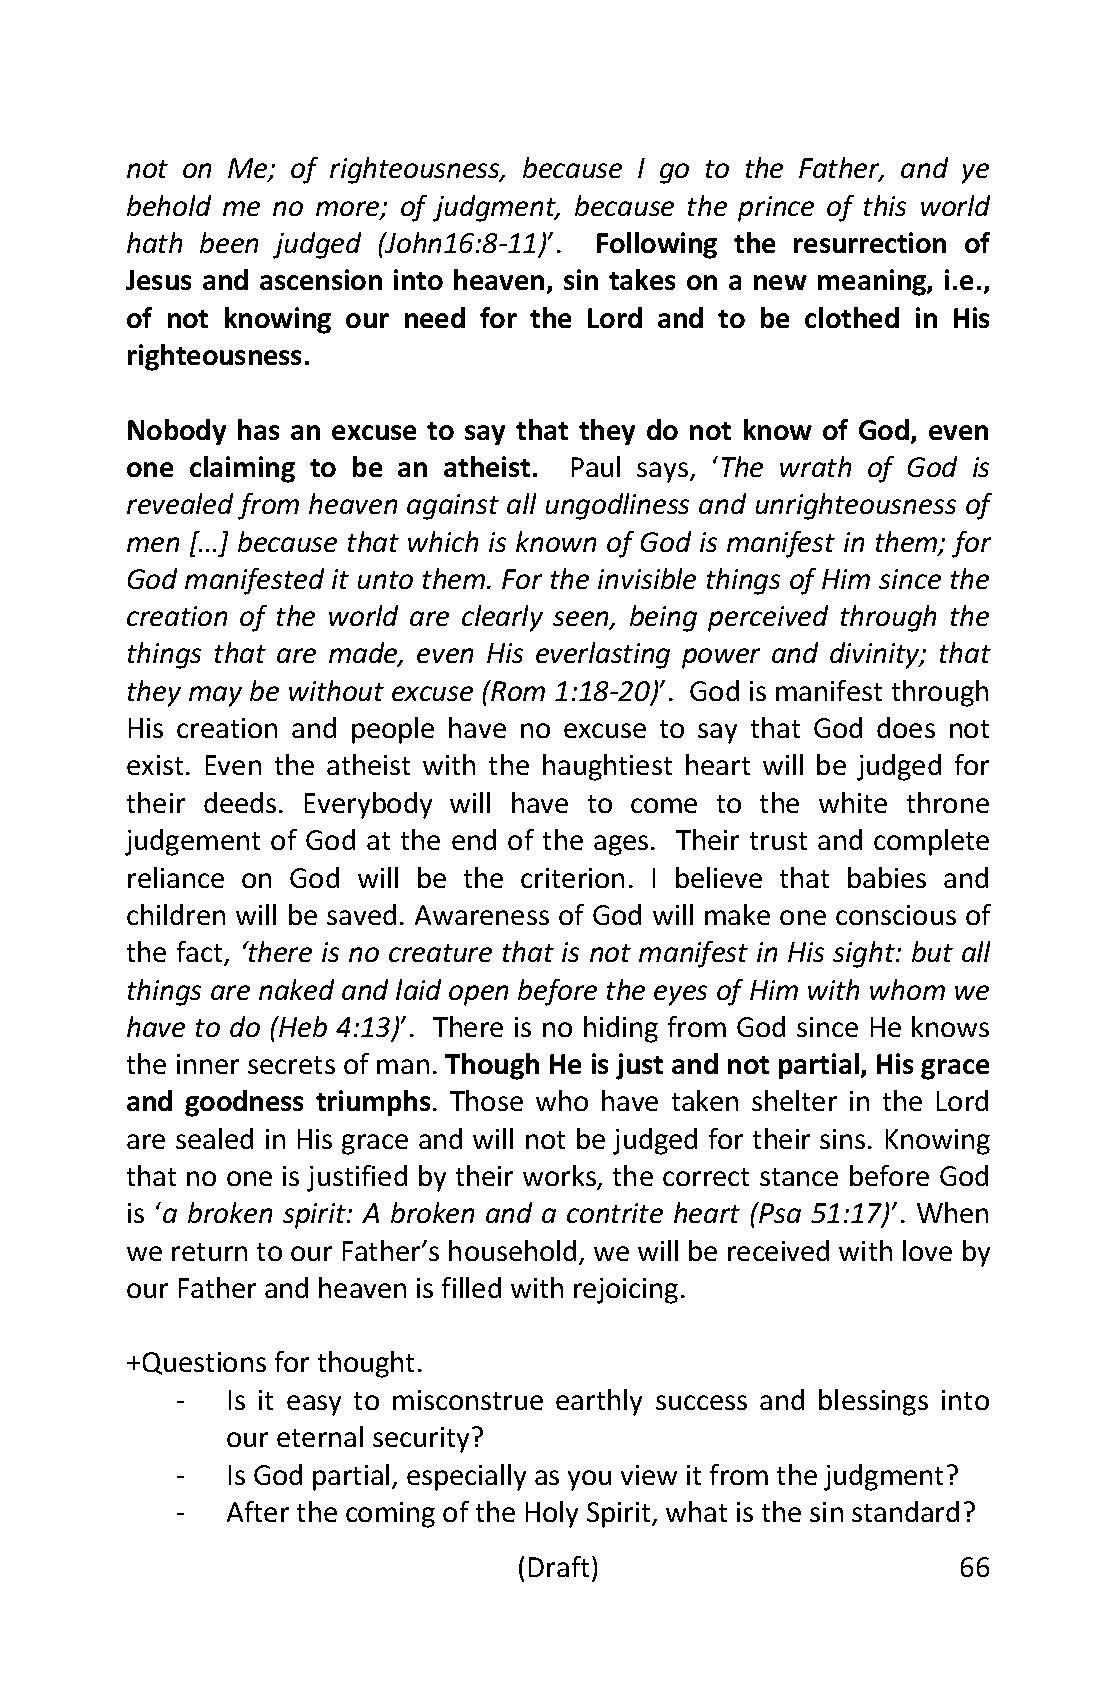 not on Me; of righteousness, because I go to the Father, and ye
behold me no more; of judgment, because the prince of this world
hath been judged (John16:8-11)’. Following the resurrection of
Jesus and ascension into heaven, sin takes on a new meaning, i.e.,
of not knowing our need for the Lord and to be clothed in His
righteousness.
Nobody has an excuse to say that they do not know of God, even
one claiming to be an atheist. Paul says, ‘The wrath of God is
revealed from heaven against all ungodliness and unrighteousness of
men […] because that which is known of God is manifest in them; for
God manifested it unto them. For the invisible things of Him since the
creation of the world are clearly seen, being perceived through the
things that are made, even His everlasting power and divinity; that
they may be without excuse (Rom 1:18-20)’. God is manifest through
His creation and people have no excuse to say that God does not
exist. Even the atheist with the haughtiest heart will be judged for
their deeds. Everybody will have to come to the white throne
judgement of God at the end of the ages. Their trust and complete
reliance on God will be the criterion. I believe that babies and
children will be saved. Awareness of God will make one conscious of
the fact, ‘there is no creature that is not manifest in His sight: but all
things are naked and laid open before the eyes of Him with whom we
have to do (Heb 4:13)’. There is no hiding from God since He knows
the inner secrets of man. Though He is just and not partial, His grace
and goodness triumphs. Those who have taken shelter in the Lord
are sealed in His grace and will not be judged for their sins. Knowing
that no one is justified by their works, the correct stance before God
is ‘a broken spirit: A broken and a contrite heart (Psa 51:17)’. When
we return to our Father’s household, we will be received with love by
our Father and heaven is filled with rejoicing.
+Questions for thought.
- Is it easy to misconstrue earthly success and blessings into
our eternal security?
- Is God partial, especially as you view it from the judgment?
- After the coming of the Holy Spirit, what is the sin standard?
(Draft) 66